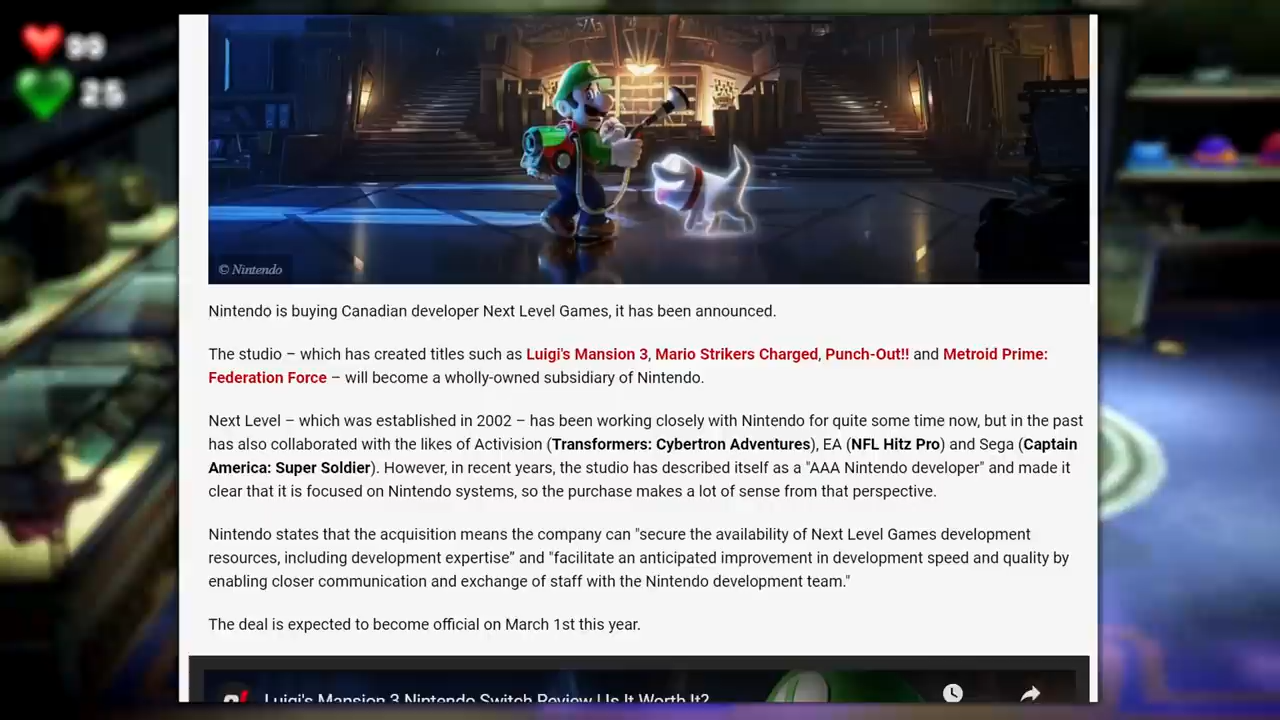 99
25
© Nintendo
Nintendo is buying Canadian developer Next Level Games, it has been announced.
The studio – which has created titles such as Luigi's Mansion 3, Mario Strikers Charged, Punch-Out!! and Metroid Prime:
Federation Force – will become a wholly-owned subsidiary of Nintendo.
Next Level – which was established in 2002 – has been working closely with Nintendo for quite some time now, but in the past
has also collaborated with the likes of Activision (Transformers: Cybertron Adventures), EA (NFL Hitz Pro) and Sega (Captain
America: Super Soldier). However, in recent years, the studio has described itself as a "AAA Nintendo developer" and made it
clear that it is focused on Nintendo systems, so the purchase makes a lot of sense from that perspective.
Nintendo states that the acquisition means the company can "secure the availability of Next Level Games development
resources, including development expertise” and "facilitate an anticipated improvement in development speed and quality by
enabling closer communication and exchange of staff with the Nintendo development team."
The deal is expected to become official on March 1st this year.
Luigi's Mansion 3 Nintendo Switch Review | Is It Worth It?